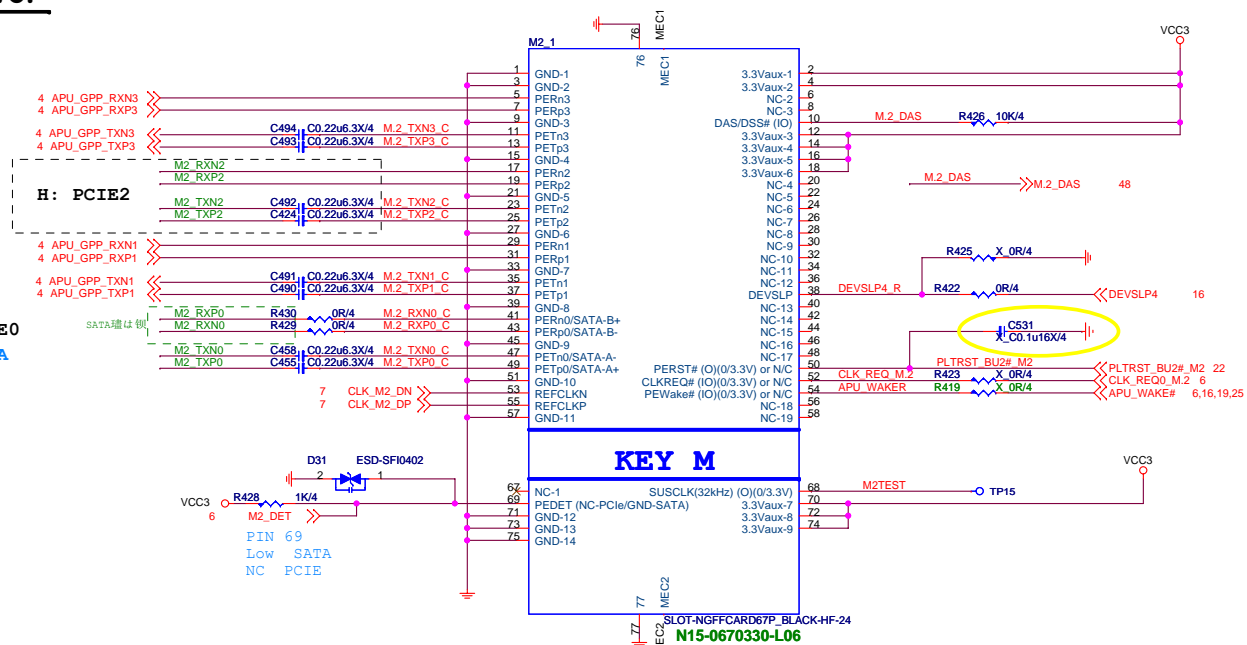 M2_1
76
MEC1
76
MEC1
VCC3
1 GND-1
3 GND-2
5 PERn3
7 PERp3
9 GND-3
11 PETn3
13 PETp3
15 GND-4
17 PERn2
19 PERp2
21 GND-5
23 PETn2
25 PETp2
27 GND-6
29 PERn1
31 PERp1
33 GND-7
35 PETn1
37 PETp1
39 GND-8
41 PERn0/SATA-B+
43 PERp0/SATA-B-
45 GND-9
47 PETn0/SATA-A-
49 PETp0/SATA-A+
51 GND-10
53 REFCLKN
55 REFCLKP
57 GND-11
3.3Vaux-1 2
3.3Vaux-2 4
NC-2 6
NC-3 8
DAS/DSS# (IO) 10
3.3Vaux-3 12
3.3Vaux-4 14
3.3Vaux-5 16
3.3Vaux-6 18
NC-4 20
NC-5 22
NC-6 24
NC-7 26
NC-8 28
NC-9 30
NC-10 32
NC-11 34
NC-12 36
DEVSLP 38
NC-13 40
NC-14 42
NC-15 44
NC-16 46
NC-17 48
PERST# (O)(0/3.3V) or N/C 50
CLKREQ# (IO)(0/3.3V) or N/C 52
PEWake# (IO)(0/3.3V) or N/C 54
NC-18 56
NC-19 58
4 APU_GPP_RXN3
4 APU_GPP_RXP3
4 APU_GPP_TXN3 C494 C0.22u6.3X/4 M.2_TXN3_C
4 APU_GPP_TXP3 C493 C0.22u6.3X/4 M.2_TXP3_C
H: PCIE2
M2_RXN2
M2_RXP2
M2_TXN2 C492 C0.22u6.3X/4 M.2_TXN2_C
M2_TXP2 C424 C0.22u6.3X/4 M.2_TXP2_C
4 APU_GPP_RXN1
4 APU_GPP_RXP1
4 APU_GPP_TXN1 C491 C0.22u6.3X/4 M.2_TXN1_C
4 APU_GPP_TXP1 C490 C0.22u6.3X/4 M.2_TXP1_C
E0
A
M2_RXP0 R430 0R/4 M.2_RXN0_C
M2_RXN0 R429 0R/4 M.2_RXP0_C
M2_TXN0 C458 C0.22u6.3X/4 M.2_TXN0_C
M2_TXP0 C455 C0.22u6.3X/4 M.2_TXP0_C
7 CLK_M2_DN
7 CLK_M2_DP
M.2_DAS R426 10K/4
M.2_DAS M.2_DAS 48
R425 X_0R/4
DEVSLP4_R R422 0R/4 DEVSLP4 16
C531
X_C0.1u16X/4
PLTRST_BU2#_M2 PLTRST_BU2#_M2 22
CLK_REQ_M.2 R423 X_0R/4 CLK_REQ0_M.2 6
APU_WAKER R419 X_0R/4 APU_WAKE# 6,16,19,25
KEY M
D31 ESD-SFI0402
2 1
VCC3 R428 1K/4
6 M2_DET
PIN 69
Low SATA
NC PCIE
67 NC-1
69 PEDET (NC-PCIe/GND-SATA)
71 GND-12
73 GND-13
75 GND-14
SUSCLK(32kHz) (O)(0/3.3V) 68
3.3Vaux-7 70
3.3Vaux-8 72
3.3Vaux-9 74
M2TEST TP15
VCC3
77
MEC2
77
EC2
SLOT-NGFFCARD67P_BLACK-HF-24
N15-0670330-L06